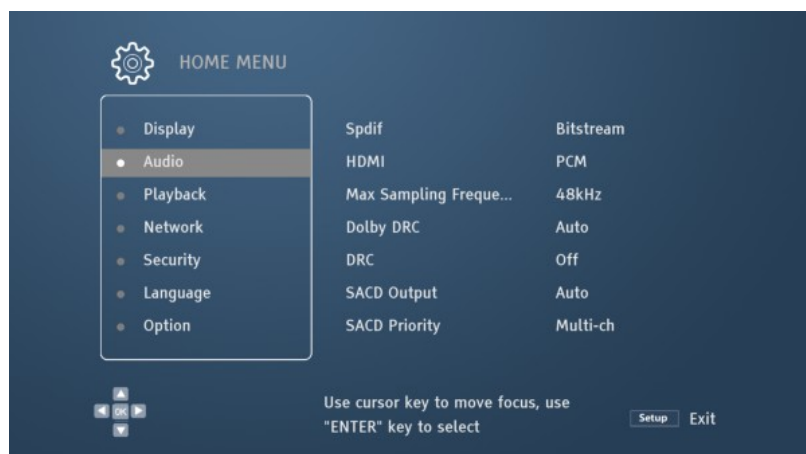 HOME MENU
Display Spdif Bitstream
Audio HDMI PCM
Playback Max Sampling Freque... 48kHz
Network Dolby DRC Auto
Security DRC Off
Language SACD Output Auto
Option SACD Priority Multi-ch
OK
Use cursor key to move focus, use
"ENTER" key to select
Setup Exit